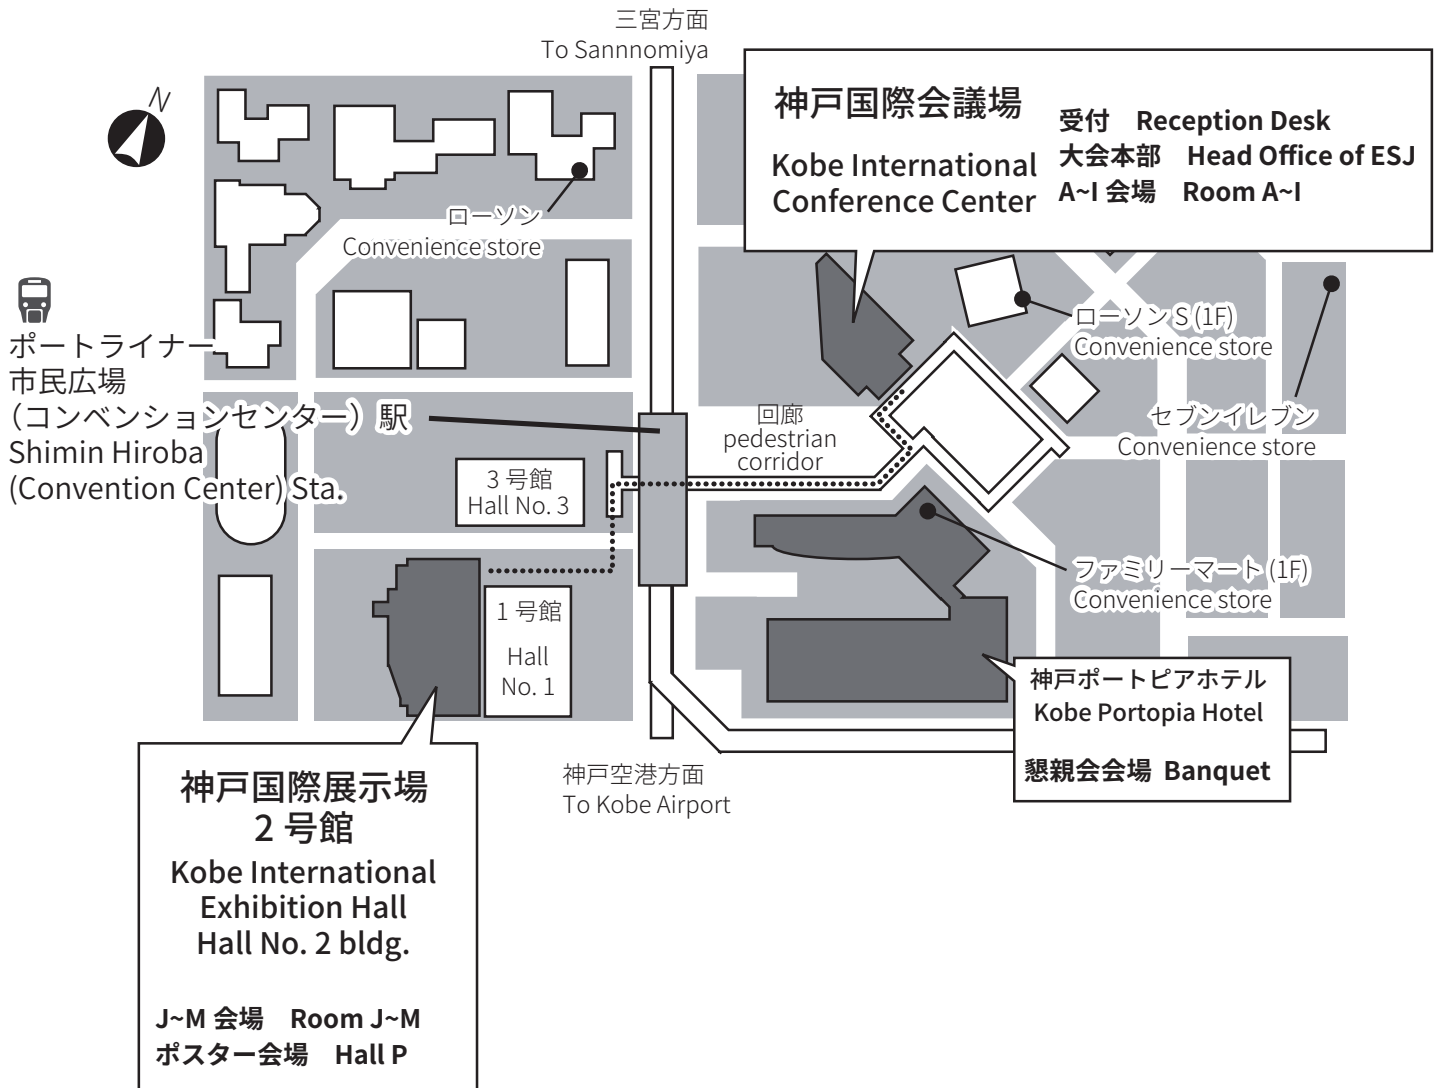 三宮方面
To Sannnomiya
N
神戸国際会議場
Kobe International
Conference Center
受付 Reception Desk
大会本部 Head Office of ESJ
A~I 会場 Room A~I
ローソン
Convenience store
ポートライナー
市民広場
（コンベンションセンター）駅
Shimin Hiroba
(Convention Center) Sta.
ローソン S (1F)
Convenience store
セブンイレブン
Convenience store
回廊
pedestrian
corridor
3 号館
Hall No. 3
1 号館
Hall
No. 1
ファミリーマート (1F)
Convenience store
神戸ポートピアホテル
Kobe Portopia Hotel
懇親会会場 Banquet
神戸空港方面
To Kobe Airport
神戸国際展示場
2 号館
Kobe International
Exhibition Hall
Hall No. 2 bldg.
J~M 会場 Room J~M
ポスター会場 Hall P